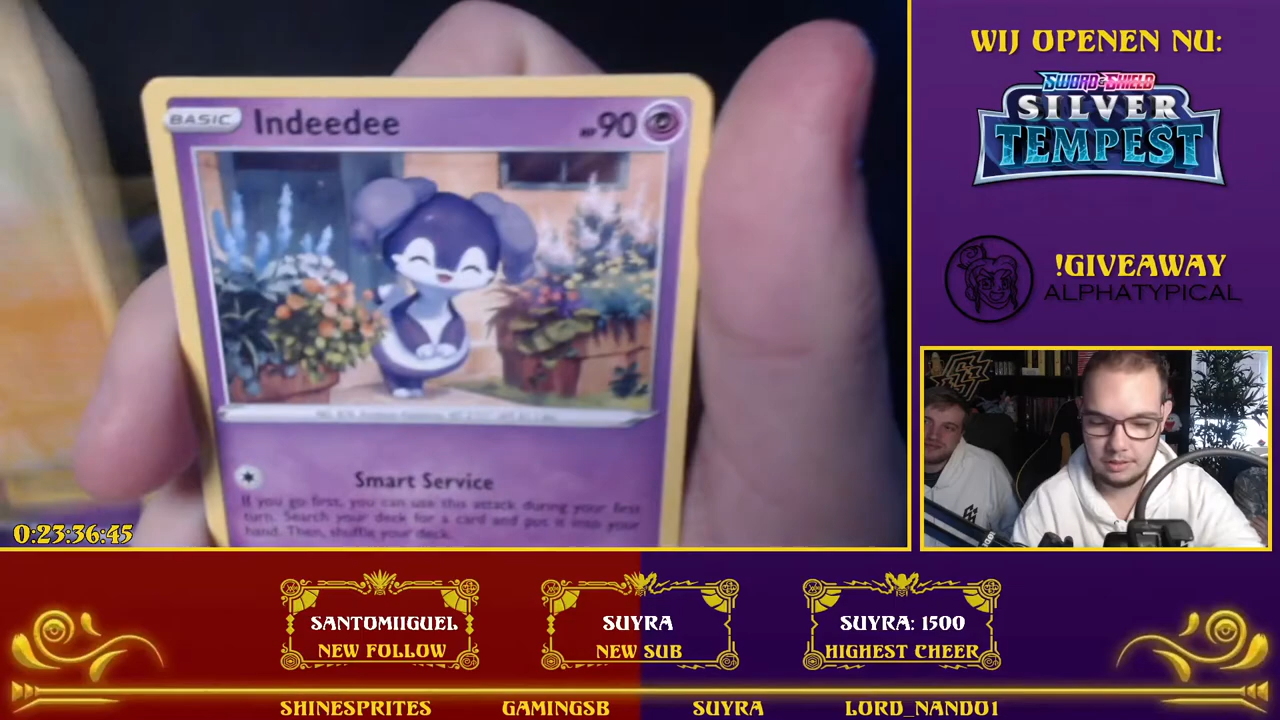 BASIC Indeedee HP 90
Smart Service
If you go first, you can use this attack during your first
turn. Search your deck for a card and put it into your
hand. Then, shuffle your deck.
0:23:36:45
WIJ OPENEN NU:
SWORD & SHIELD
SILVER
TEMPEST
!GIVEAWAY
ALPHATYPICAL
SANTOMIIGUEL
NEW FOLLOW
SUYRA
NEW SUB
SUYRA: 1500
HIGHEST CHEER
SHINESPRITES GAMINGSB SUYRA LORD_NANDO1